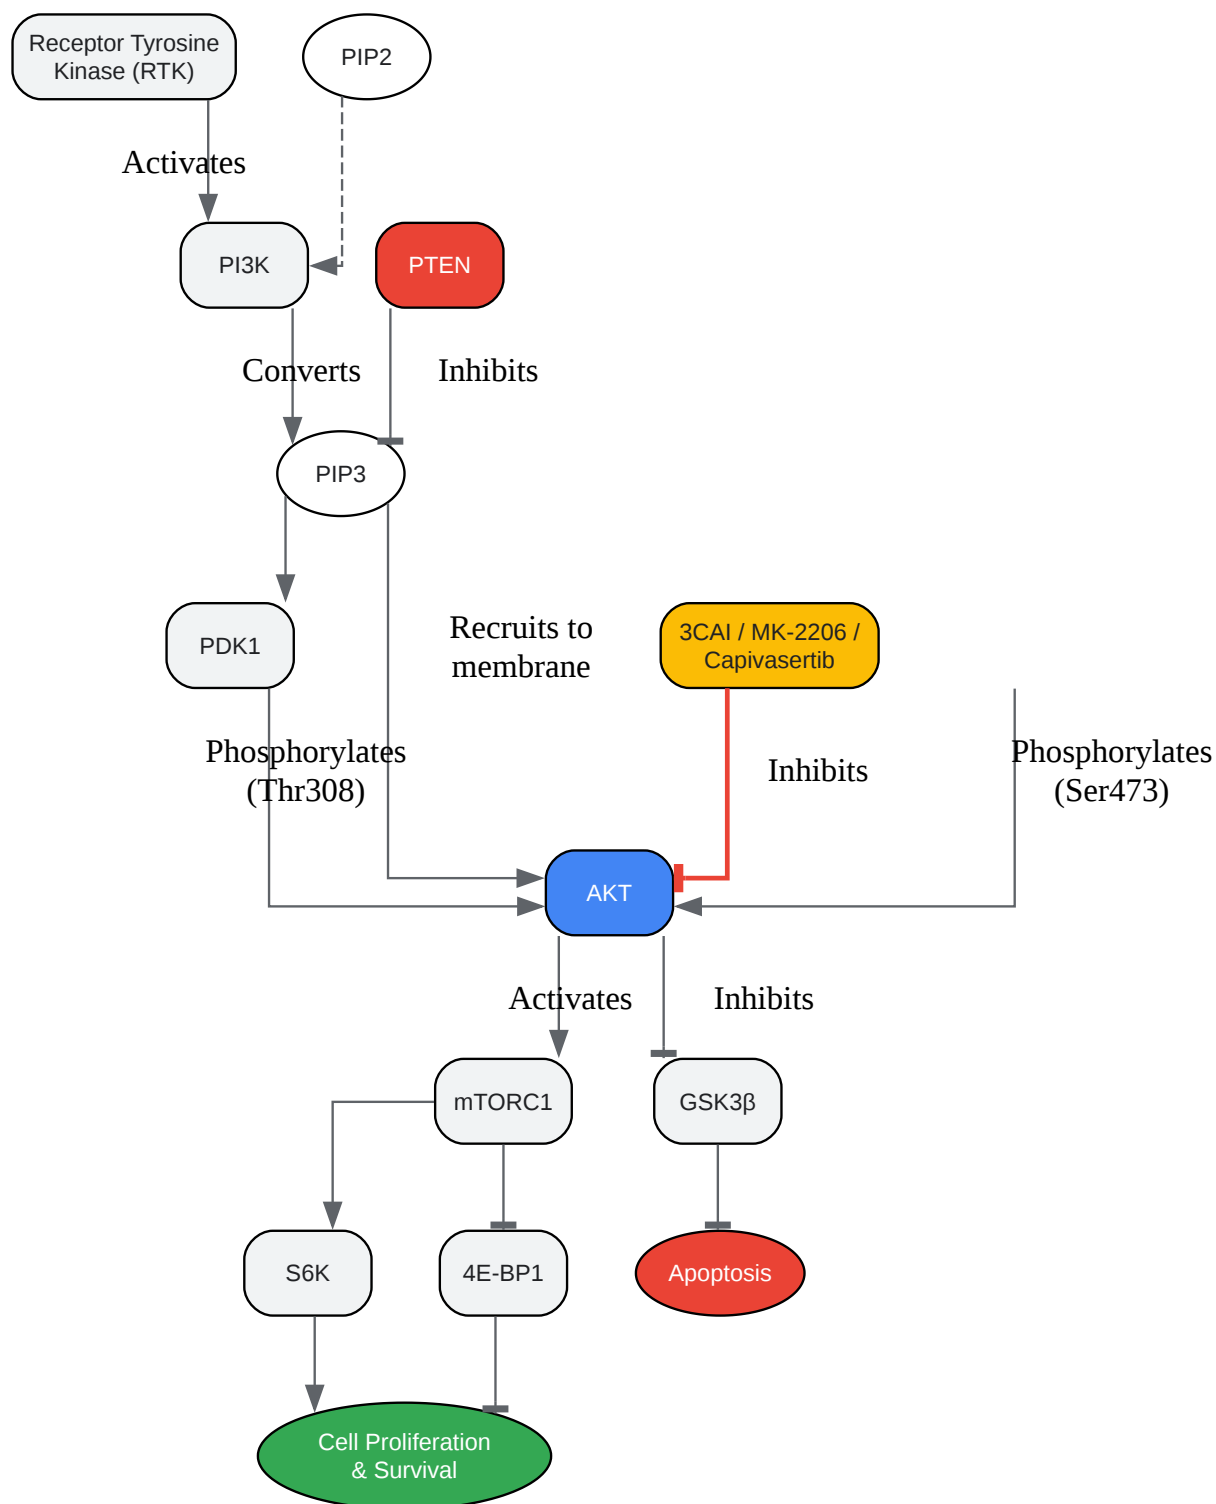 Receptor Tyrosine
Kinase (RTK)
PIP2
Activates
PI3K
PTEN
Converts
Inhibits
PIP3
PDK1
Recruits to
membrane
3CAI / MK-2206 /
Capivasertib
Phosphorylates
(Thr308)
Inhibits
Phosphorylates
(Ser473)
AKT
Activates
Inhibits
mTORC1
GSK3β
S6K
4E-BP1
Apoptosis
Cell Proliferation
& Survival